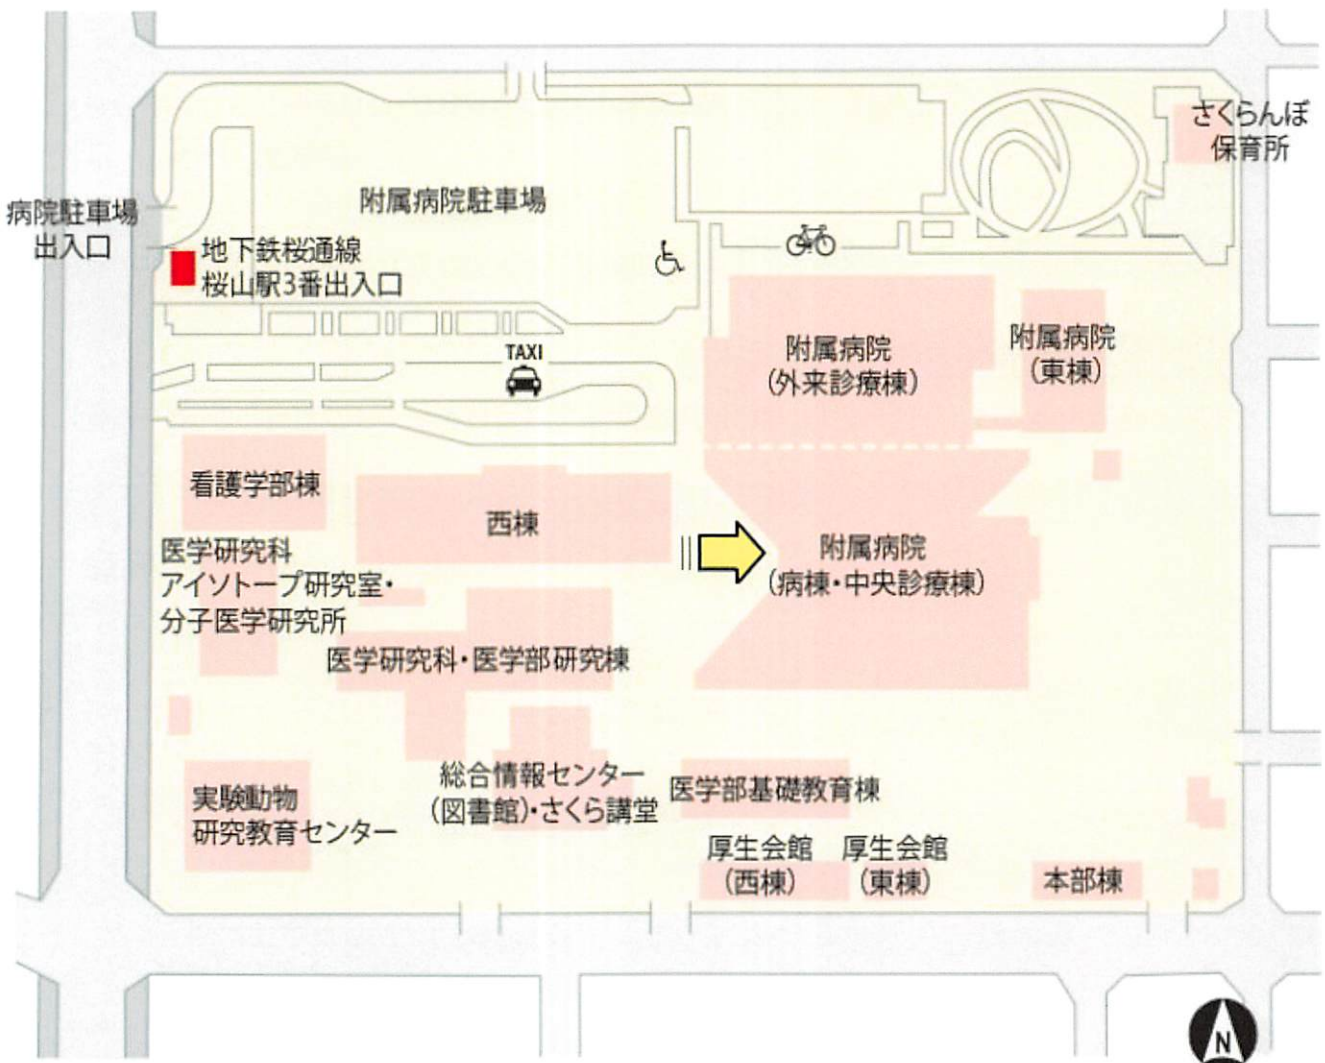 さくらんぼ
保育所
附属病院駐車場
病院駐車場
出入口
地下鉄桜通線
桜山駅3番出入口
TAXI
附属病院
(外来診療棟)
附属病院
(東棟)
看護学部棟
西棟
医学研究科
アイソトープ研究室・
分子医学研究所
附属病院
(病棟・中央診療棟)
医学研究科・医学部研究棟
総合情報センター
(図書館)・さくら講堂
医学部基礎教育棟
実験動物
研究教育センター
厚生会館
(西棟)
厚生会館
(東棟)
本部棟
N